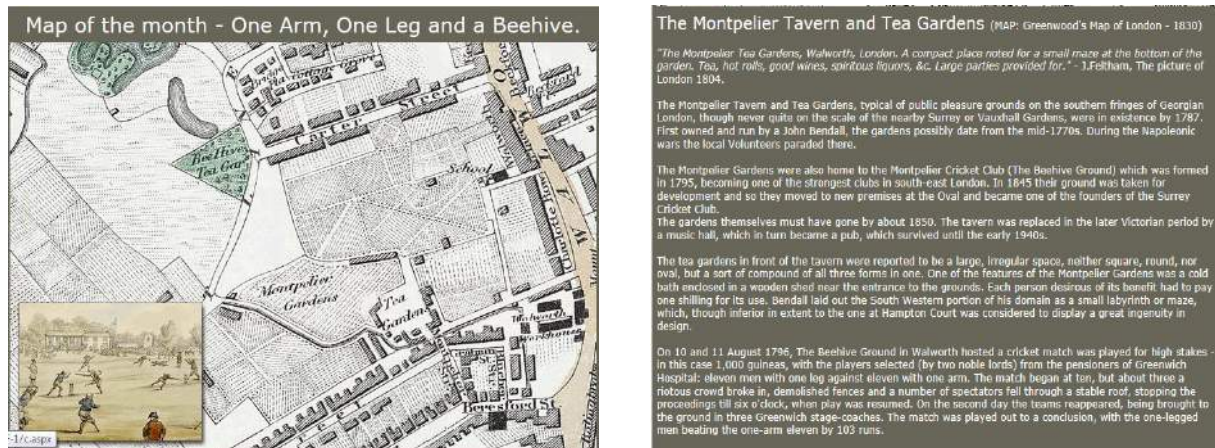 Map of the month - One Arm, One Leg and a Beehive.
Carter Street
BeeHive
Tea Gar.
School
Montpelier
Gardens
Tea
Gardens
Walworth
Workhouse
Beresford St.
-1/c.aspx
The Montpelier Tavern and Tea Gardens (MAP: Greenwood's Map of London - 1830)
"The Montpelier Tea Gardens, Walworth, London. A compact place noted for a small maze at the bottom of the
garden. Tea, hot rolls, good wines, spiritous liquors, &c. Large parties provided for." - J.Feltham, The picture of
London 1804.
The Montpelier Tavern and Tea Gardens, typical of public pleasure grounds on the southern fringes of Georgian
London, though never quite on the scale of the nearby Surrey or Vauxhall Gardens, were in existence by 1787.
First owned and run by a John Bendall, the gardens possibly date from the mid-1770s. During the Napoleonic
wars the local Volunteers paraded there.
The Montpelier Gardens were also home to the Montpelier Cricket Club (The Beehive Ground) which was formed
in 1795, becoming one of the strongest clubs in south-east London. In 1845 their ground was taken for
development and so they moved to new premises at the Oval and became one of the founders of the Surrey
Cricket Club.
The gardens themselves must have gone by about 1850. The tavern was replaced in the later Victorian period by
a music hall, which in turn became a pub, which survived until the early 1940s.
The tea gardens in front of the tavern were reported to be a large, irregular space, neither square, round, nor
oval, but a sort of compound of all three forms in one. One of the features of the Montpelier Gardens was a cold
bath enclosed in a wooden shed near the entrance to the grounds. Each person desirous of its benefit had to pay
one shilling for its use. Bendall laid out the South Western portion of his domain as a small labyrinth or maze,
which, though inferior in extent to the one at Hampton Court was considered to display a great ingenuity in
design.
On 10 and 11 August 1796, The Beehive Ground in Walworth hosted a cricket match was played for high stakes -
in this case 1,000 guineas, with the players selected (by two noble lords) from the pensioners of Greenwich
Hospital: eleven men with one leg against eleven with one arm. The match began at ten, but about three a
riotous crowd broke in, demolished fences and a number of spectators fell through a stable roof, stopping the
proceedings till six o'clock, when play was resumed. On the second day the teams reappeared, being brought to
the ground in three Greenwich stage-coaches. The match was played out to a conclusion, with the one-legged
men beating the one-arm eleven by 103 runs.